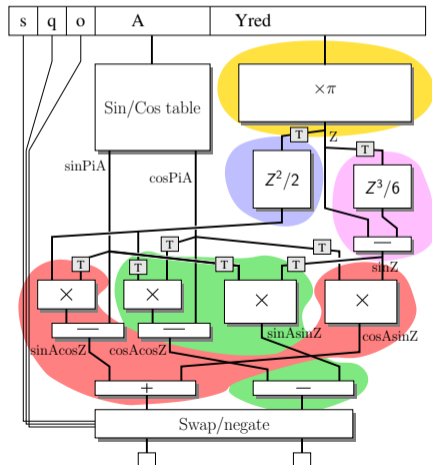 s q o A Yred
Sin/Cos table
×π
T
Z
T
sinPiA
cosPiA
Z²/2
Z³/6
—
sinZ
T
T
T
T
T
T
×
×
×
×
—
—
sinAcosZ
cosAcosZ
sinAsinZ
cosAsinZ
+
—
Swap/negate